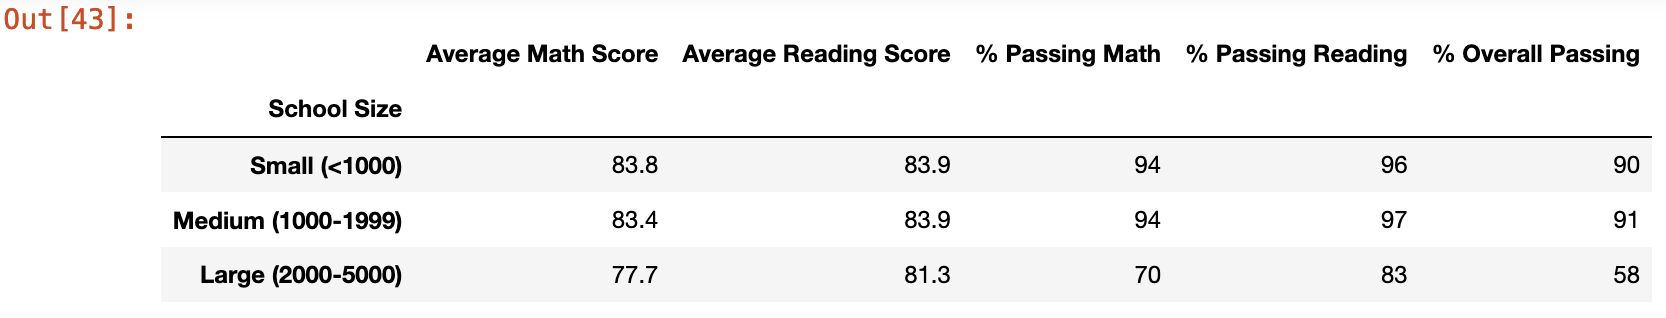 Out[43]:
Average Math Score Average Reading Score % Passing Math % Passing Reading % Overall Passing
School Size
Small (<1000) 83.8 83.9 94 96 90
Medium (1000-1999) 83.4 83.9 94 97 91
Large (2000-5000) 77.7 81.3 70 83 58